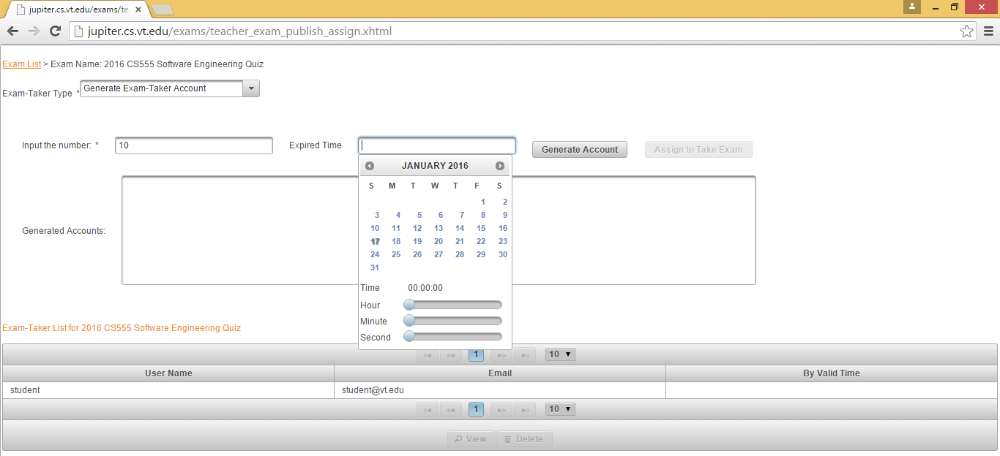 jupiter.cs.vt.edu/exams/te
jupiter.cs.vt.edu/exams/teacher_exam_publish_assign.xhtml
Exam List > Exam Name: 2016 CS555 Software Engineering Quiz
Exam-Taker Type * Generate Exam-Taker Account
Input the number: * 10 Expired Time Generate Account Assign to Take Exam
JANUARY 2016
S M T W T F S
1 2
3 4 5 6 7 8 9
10 11 12 13 14 15 16
17 18 19 20 21 22 23
24 25 26 27 28 29 30
31
Generated Accounts:
Time 00:00:00
Hour
Minute
Second
Exam-Taker List for 2016 CS555 Software Engineering Quiz
1 10
User Name Email By Valid Time
student student@vt.edu
1 10
View Delete